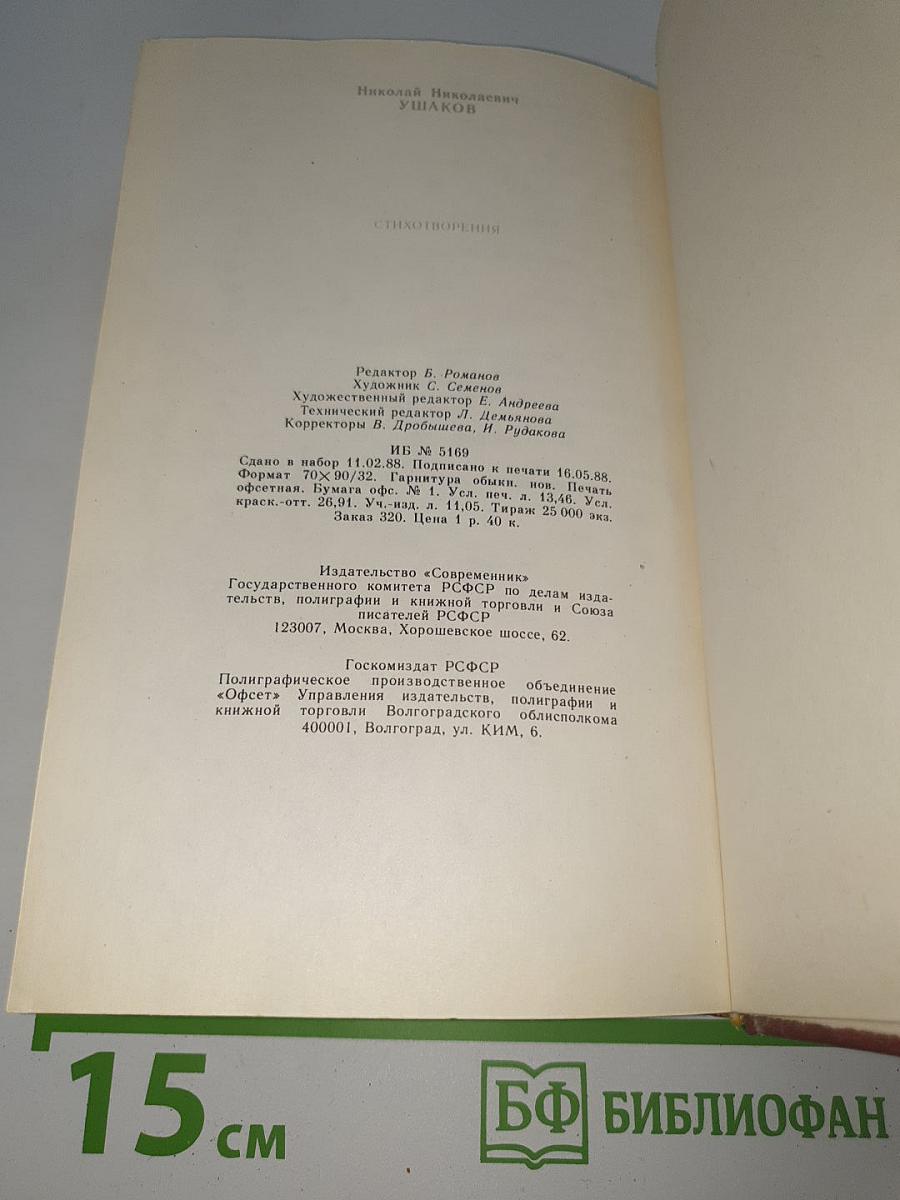 Николай Николаевич
УШАКОВ
СТИХОТВОРЕНИЯ
Редактор Б. Романов
Художник С. Семенов
Художественный редактор Е. Андреева
Технический редактор Л. Демьянова
Корректоры В. Дробышева, И. Рудакова
ИБ № 5169
Сдано в набор 11.02.88. Подписано к печати 16.05.88.
Формат 70×90/32. Гарнитура обыкн. нов. Печать
офсетная. Бумага офс. № 1. Усл. печ. л. 13,46. Усл.
краск.-отт. 26,91. Уч.-изд. л. 11,05. Тираж 25 000 экз.
Заказ 320. Цена 1 р. 40 к.
Издательство «Современник»
Государственного комитета РСФСР по делам изда-
тельств, полиграфии и книжной торговли и Союза
писателей РСФСР
123007, Москва, Хорошевское шоссе, 62.
Госкомиздат РСФСР
Полиграфическое производственное объединение
«Офсет» Управления издательств, полиграфии и
книжной торговли Волгоградского облисполкома
400001, Волгоград, ул. КИМ, 6.
15 см
БФ БИБЛИОФАН